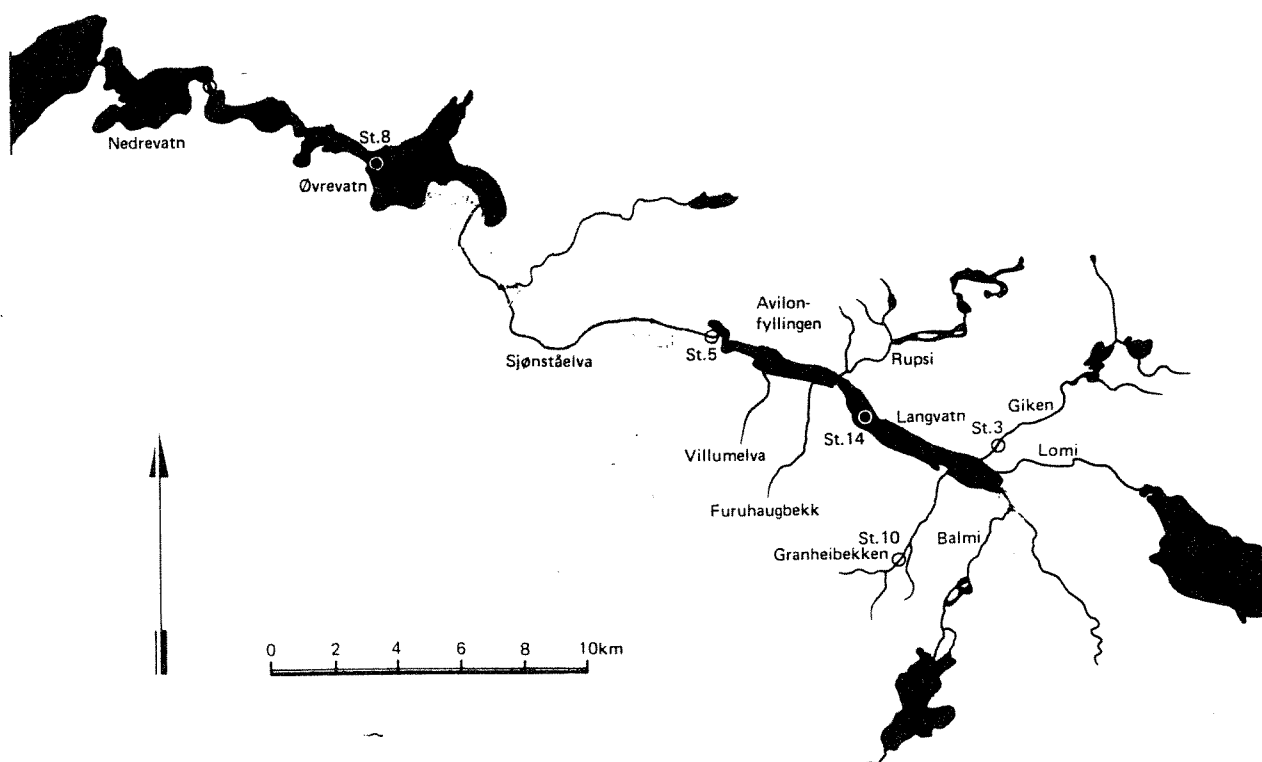 Nedrevatn
St.8
Øvrevatn
Avilon-
fyllingen
St.5
Sjønståelva
Rupsi
Giken
Langvatn
St.3
St.14
Lomi
Villumelva
Furuhaugbekk
St.10
Balmi
Granheibekken
0 2 4 6 8 10km